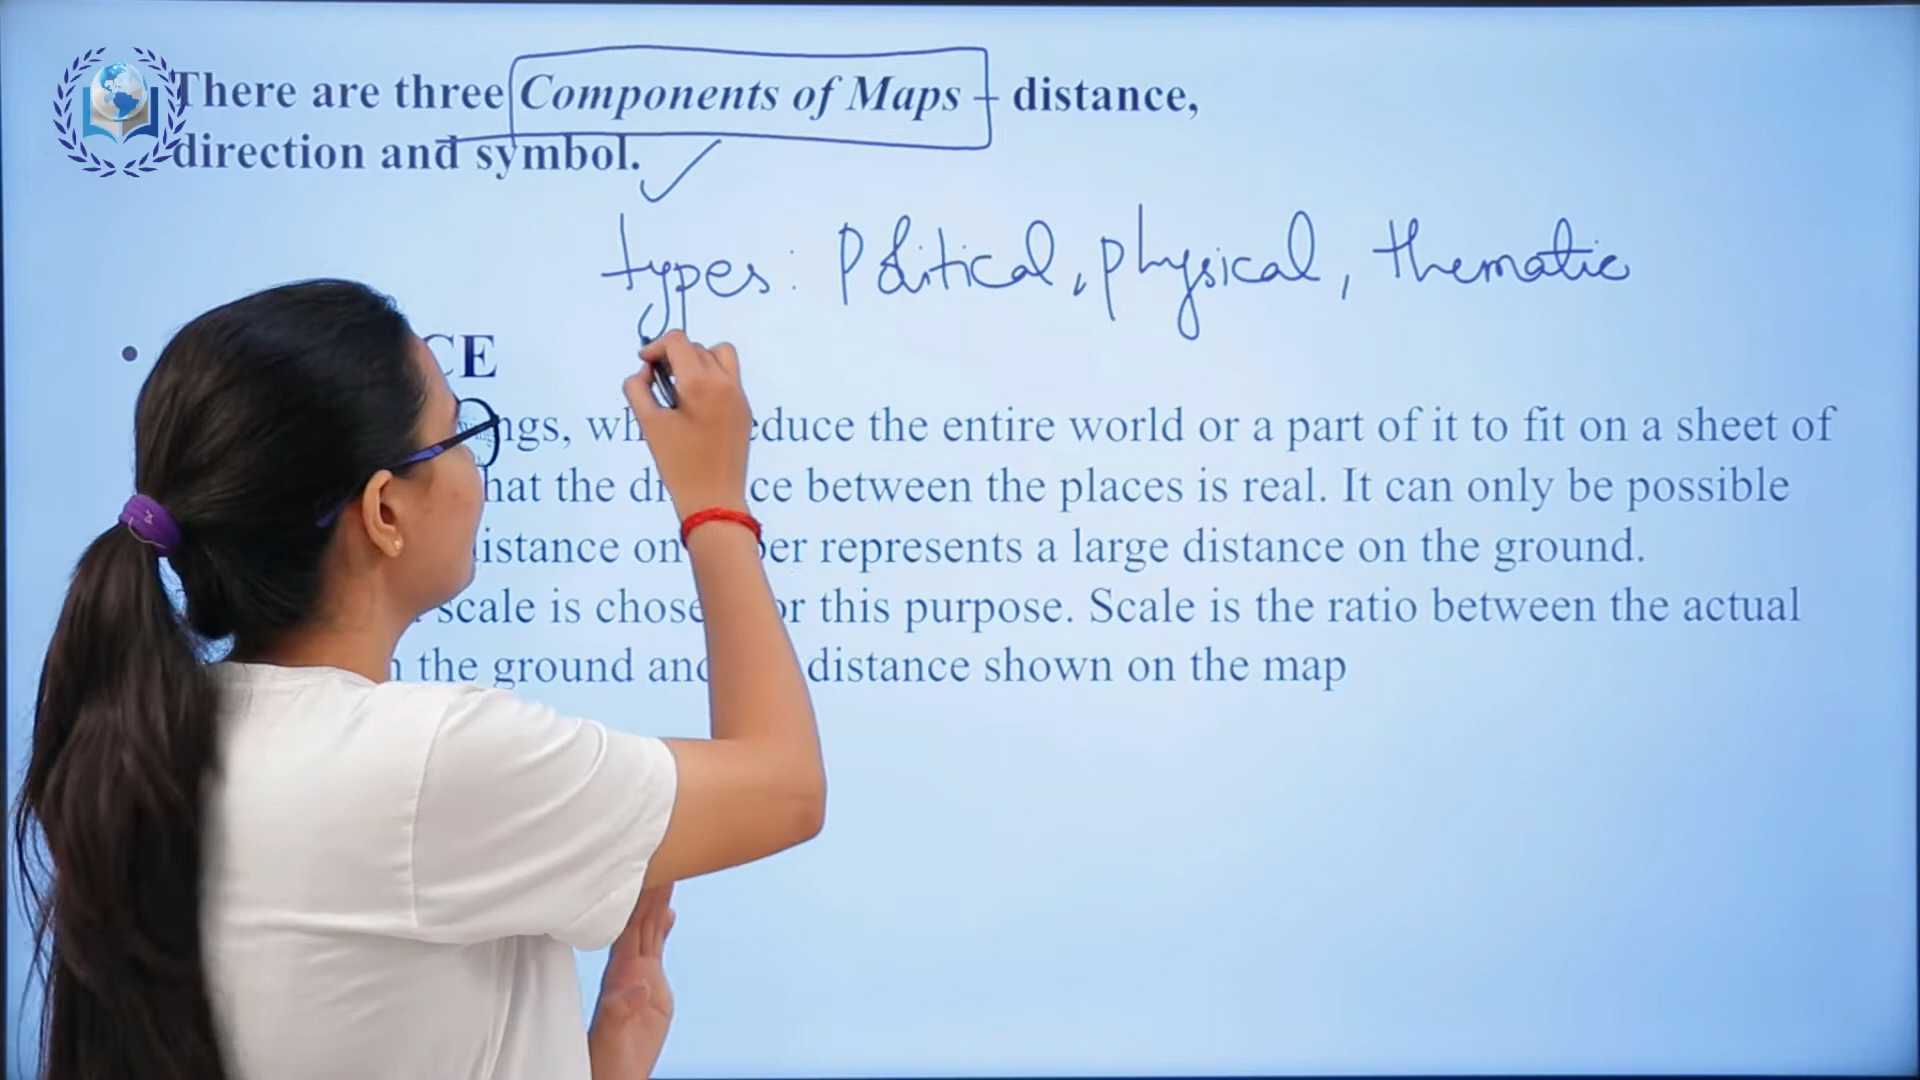 There are three Components of Maps – distance,
direction and symbol.
types: Political, physical, thematic
CE
ngs, wh educe the entire world or a part of it to fit on a sheet of
hat the di ce between the places is real. It can only be possible
istance on per represents a large distance on the ground.
scale is chose or this purpose. Scale is the ratio between the actual
n the ground and distance shown on the map